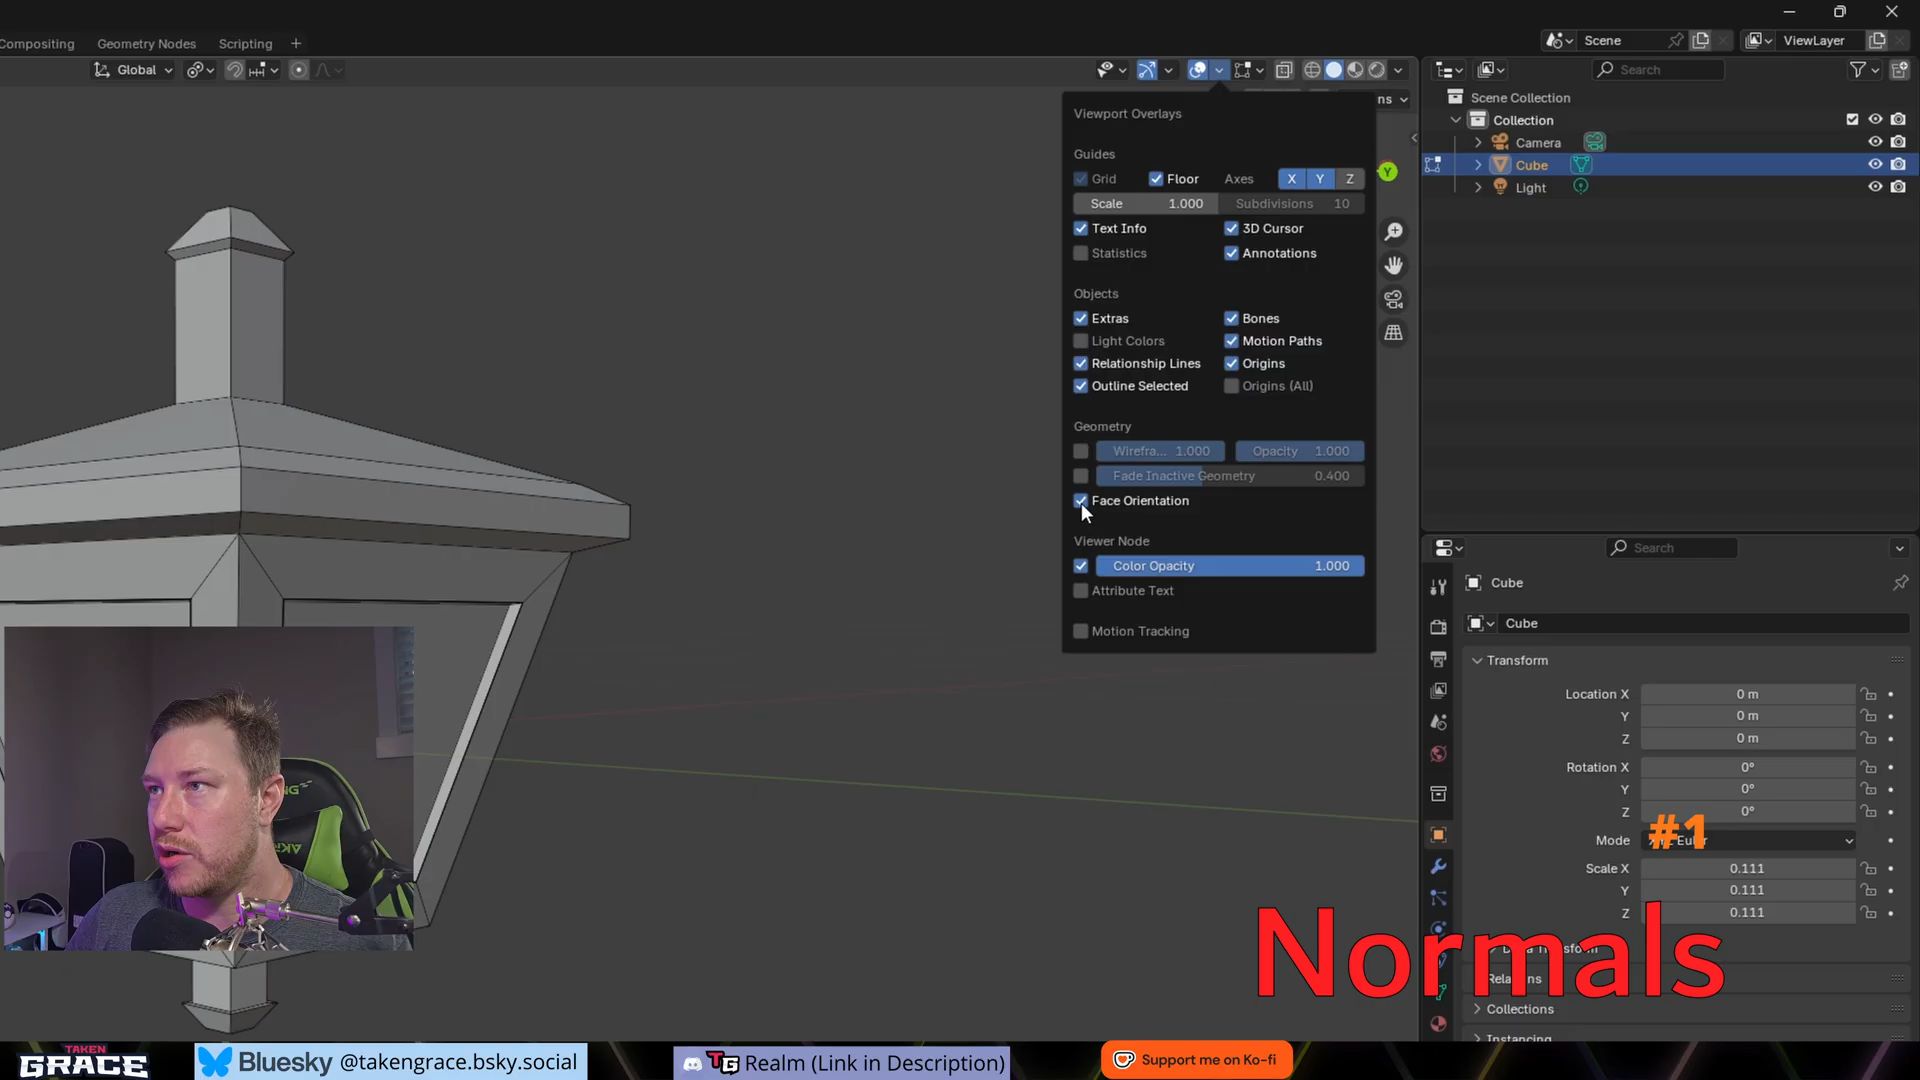 Compositing Geometry Nodes Scripting +
Scene ViewLayer
Global
Search
ns
Viewport Overlays
Guides
Grid Floor Axes X Y Z
Scale 1.000 Subdivisions 10
Text Info 3D Cursor
Statistics Annotations
Objects
Extras Bones
Light Colors Motion Paths
Relationship Lines Origins
Outline Selected Origins (All)
Geometry
Wirefra... 1.000 Opacity 1.000
Fade Inactive Geometry 0.400
Face Orientation
Viewer Node
Color Opacity 1.000
Attribute Text
Motion Tracking
Y
Scene Collection
Collection
Camera
Cube
Light
Search
Cube
Cube
Transform
Location X 0 m
Y 0 m
Z 0 m
Rotation X 0°
Y 0°
Z 0°
Mode
#1
Scale X 0.111
Y 0.111
Z 0.111
Normals
Collections
Instancing
TAKEN
GRACE
Bluesky @takengrace.bsky.social
TG Realm (Link in Description)
Support me on Ko-fi